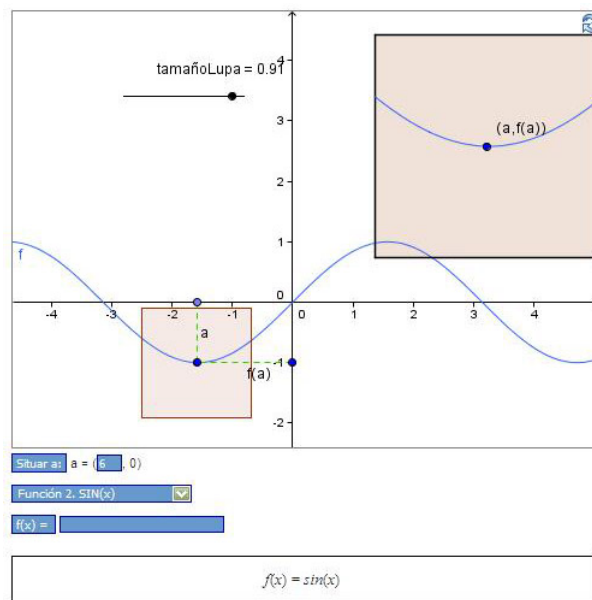 4
tamañoLupa = 0.91
(a,f(a))
3
2
1
f
0
-4 -3 -2 -1 0 1 2 3 4
a
f(a)
-1
-2
Situar a: a = (6 , 0)
Función 2. SIN(x)
f(x) =
f(x) = sin(x)